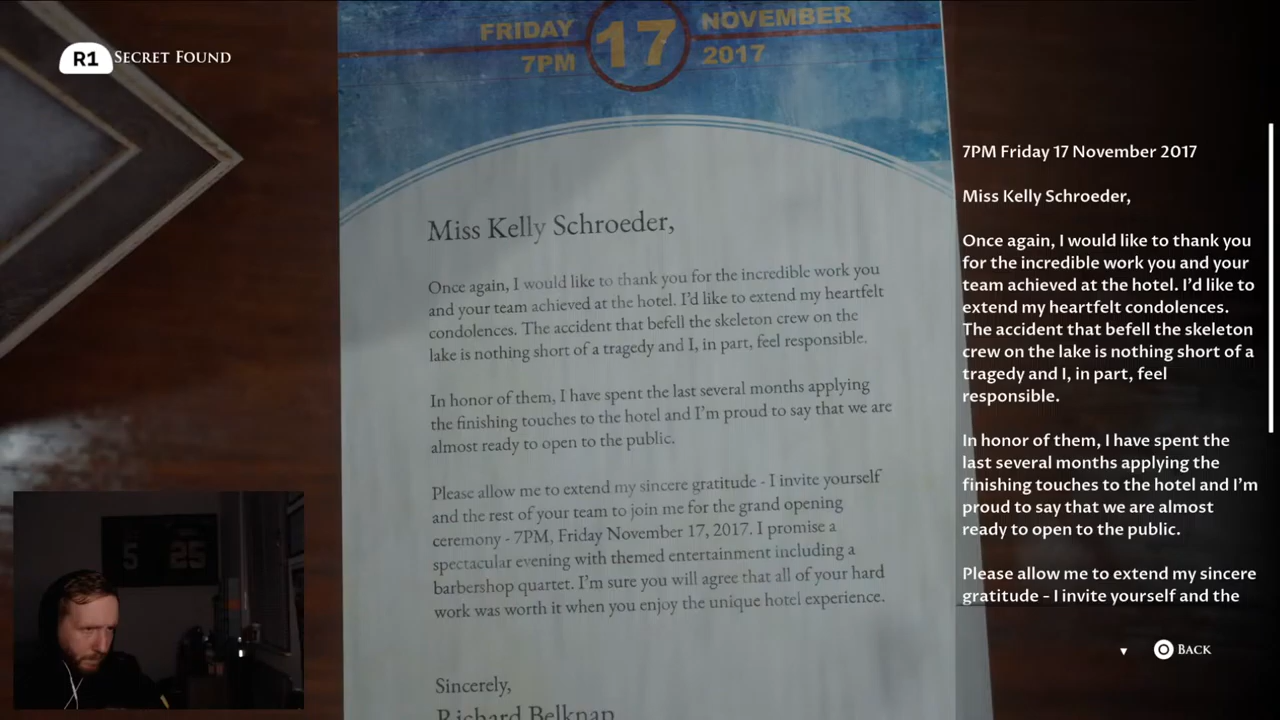 R1 SECRET FOUND
FRIDAY 17 NOVEMBER
7PM 2017
Miss Kelly Schroeder,
Once again, I would like to thank you for the incredible work you
and your team achieved at the hotel. I'd like to extend my heartfelt
condolences. The accident that befell the skeleton crew on the
lake is nothing short of a tragedy and I, in part, feel responsible.
In honor of them, I have spent the last several months applying
the finishing touches to the hotel and I'm proud to say that we are
almost ready to open to the public.
Please allow me to extend my sincere gratitude - I invite yourself
and the rest of your team to join me for the grand opening
ceremony - 7PM, Friday November 17, 2017. I promise a
spectacular evening with themed entertainment including a
barbershop quartet. I'm sure you will agree that all of your hard
work was worth it when you enjoy the unique hotel experience.
Sincerely,
Richard Belknap
7PM Friday 17 November 2017
Miss Kelly Schroeder,
Once again, I would like to thank you
for the incredible work you and your
team achieved at the hotel. I'd like to
extend my heartfelt condolences.
The accident that befell the skeleton
crew on the lake is nothing short of a
tragedy and I, in part, feel
responsible.
In honor of them, I have spent the
last several months applying the
finishing touches to the hotel and I'm
proud to say that we are almost
ready to open to the public.
Please allow me to extend my sincere
gratitude - I invite yourself and the
BACK
5 25